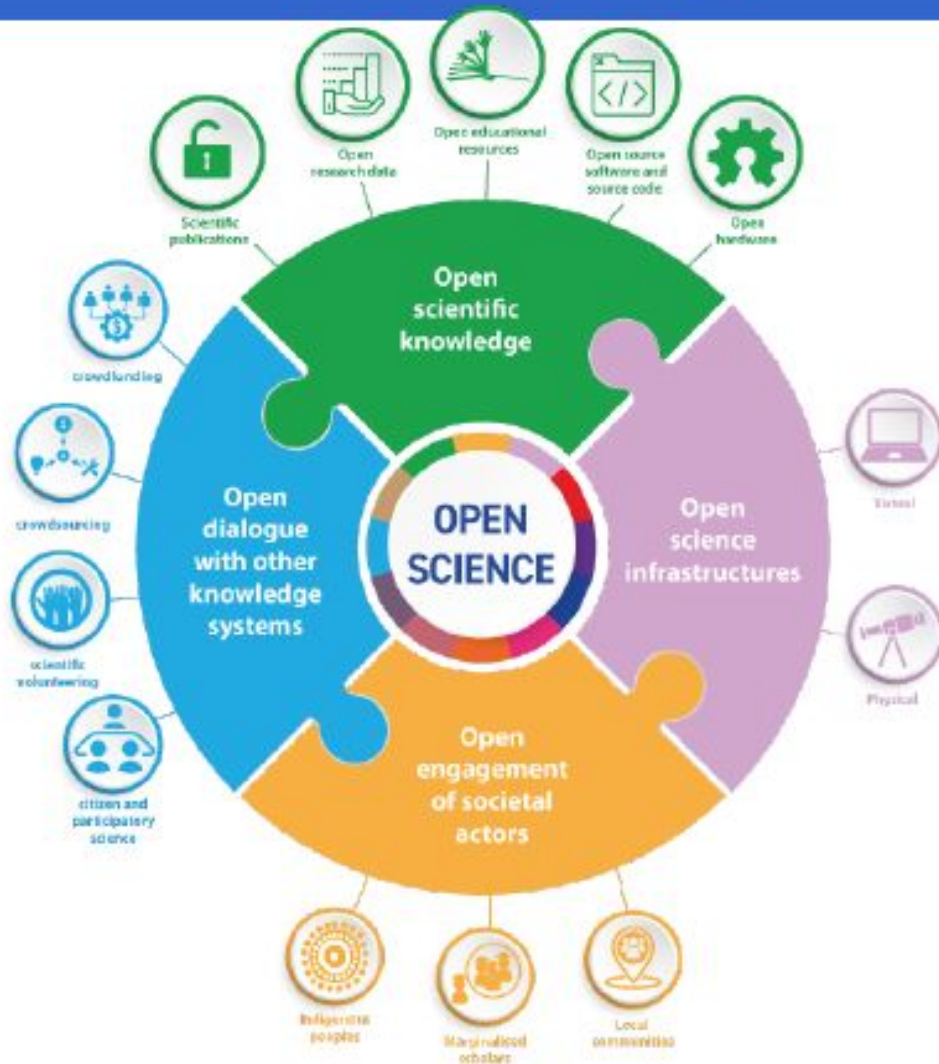 Scientific
publications
Open
research data
Open educational
resources
Open source
software and
source code
Open
hardware
Open
scientific
knowledge
crowdfunding
crowdsourcing
scientific
volunteering
citizen and
participatory
science
Open
dialogue
with other
knowledge
systems
OPEN
SCIENCE
Open
science
infrastructures
Virtual
Physical
Open
engagement
of societal
actors
Indigenous
peoples
Marginalised
scholars
Local
communities